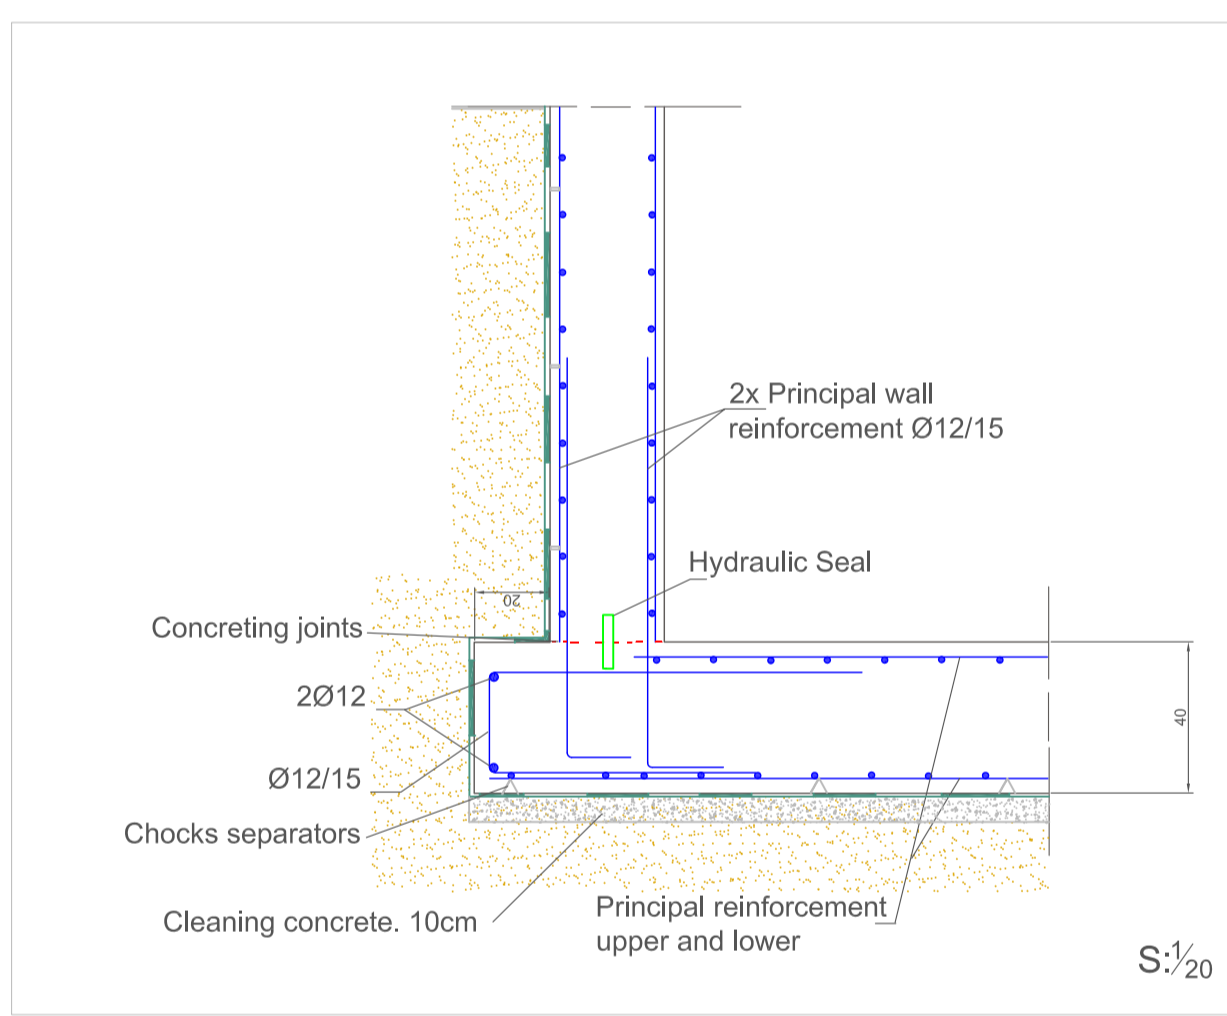 2x Principal wall
reinforcement Ø12/15
Hydraulic Seal
20
Concreting joints
2Ø12
40
Ø12/15
Chocks separators
Cleaning concrete. 10cm
Principal reinforcement
upper and lower
S:1/20